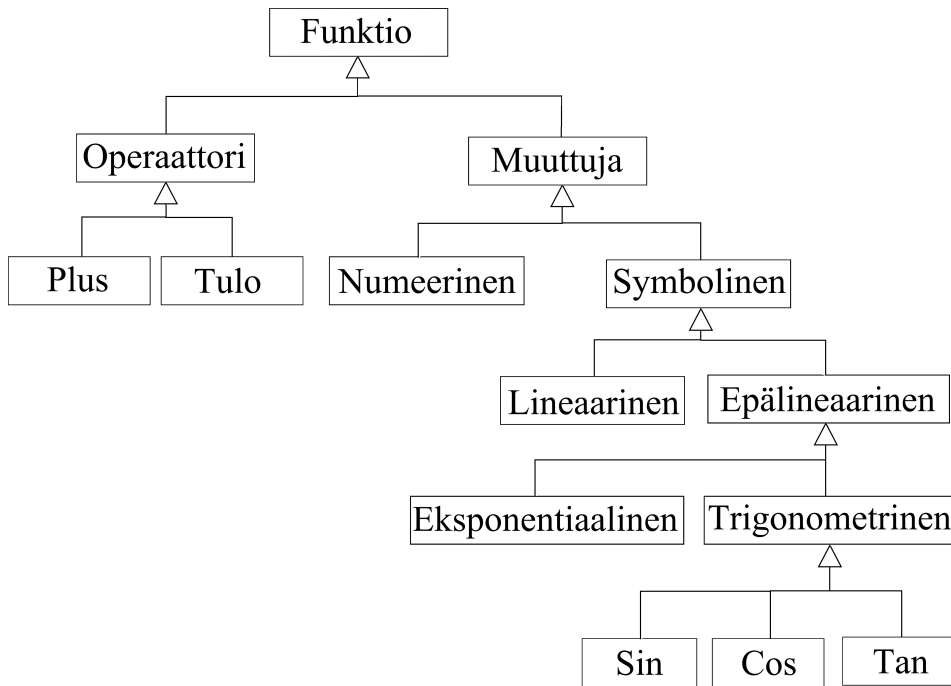 Funktio
Operaattori
Muuttuja
Plus
Tulo
Numeerinen
Symbolinen
Lineaarinen
Epälineaarinen
Eksponentiaalinen
Trigonometrinen
Sin
Cos
Tan